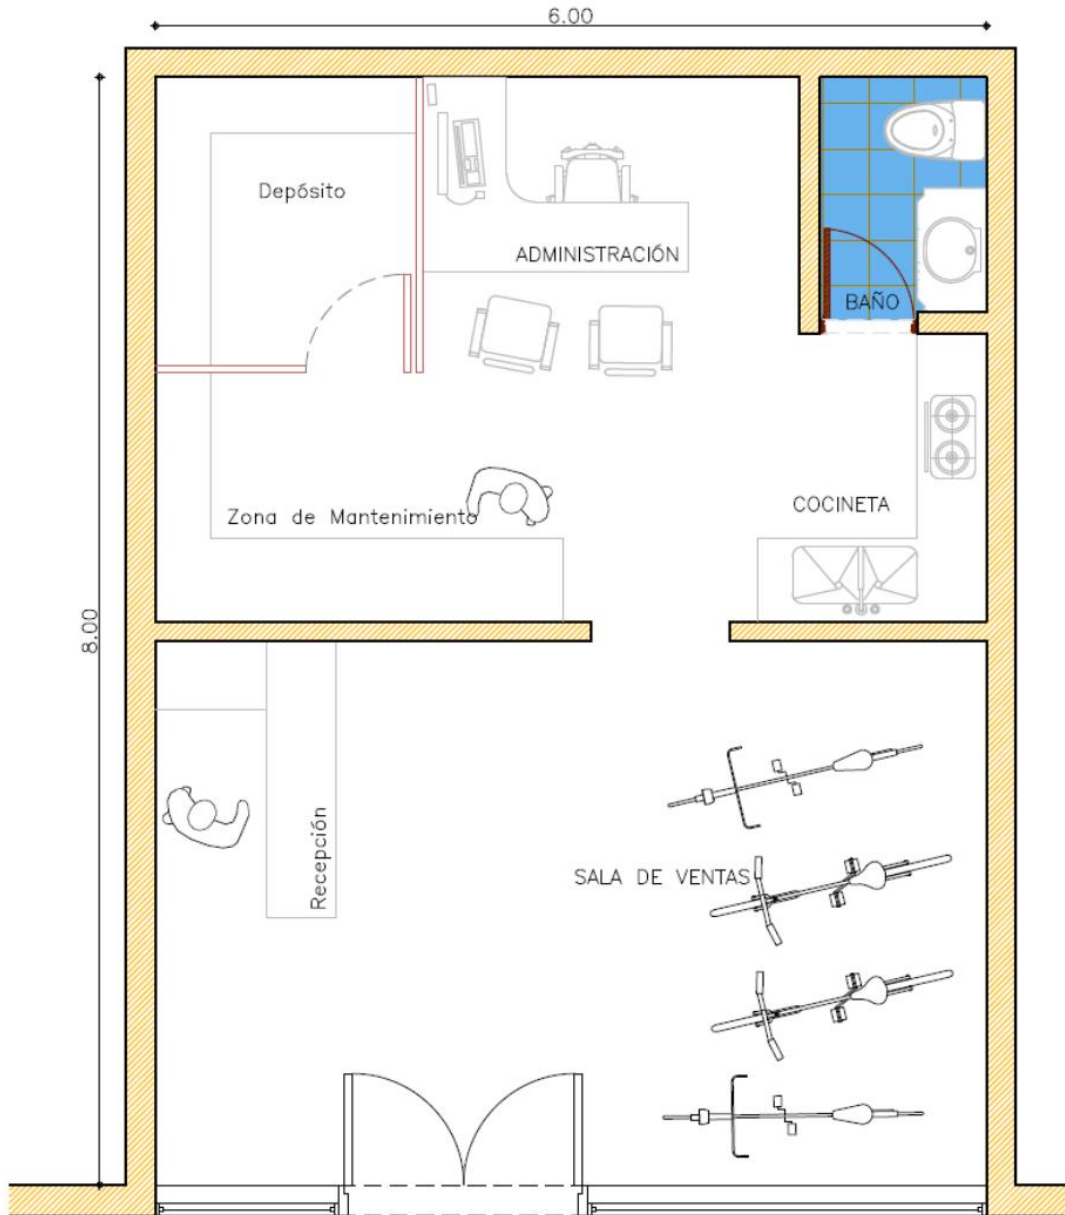 6.00
Depósito
ADMINISTRACIÓN
BAÑO
COCINETA
Zona de Mantenimiento
8.00
Recepción
SALA DE VENTAS